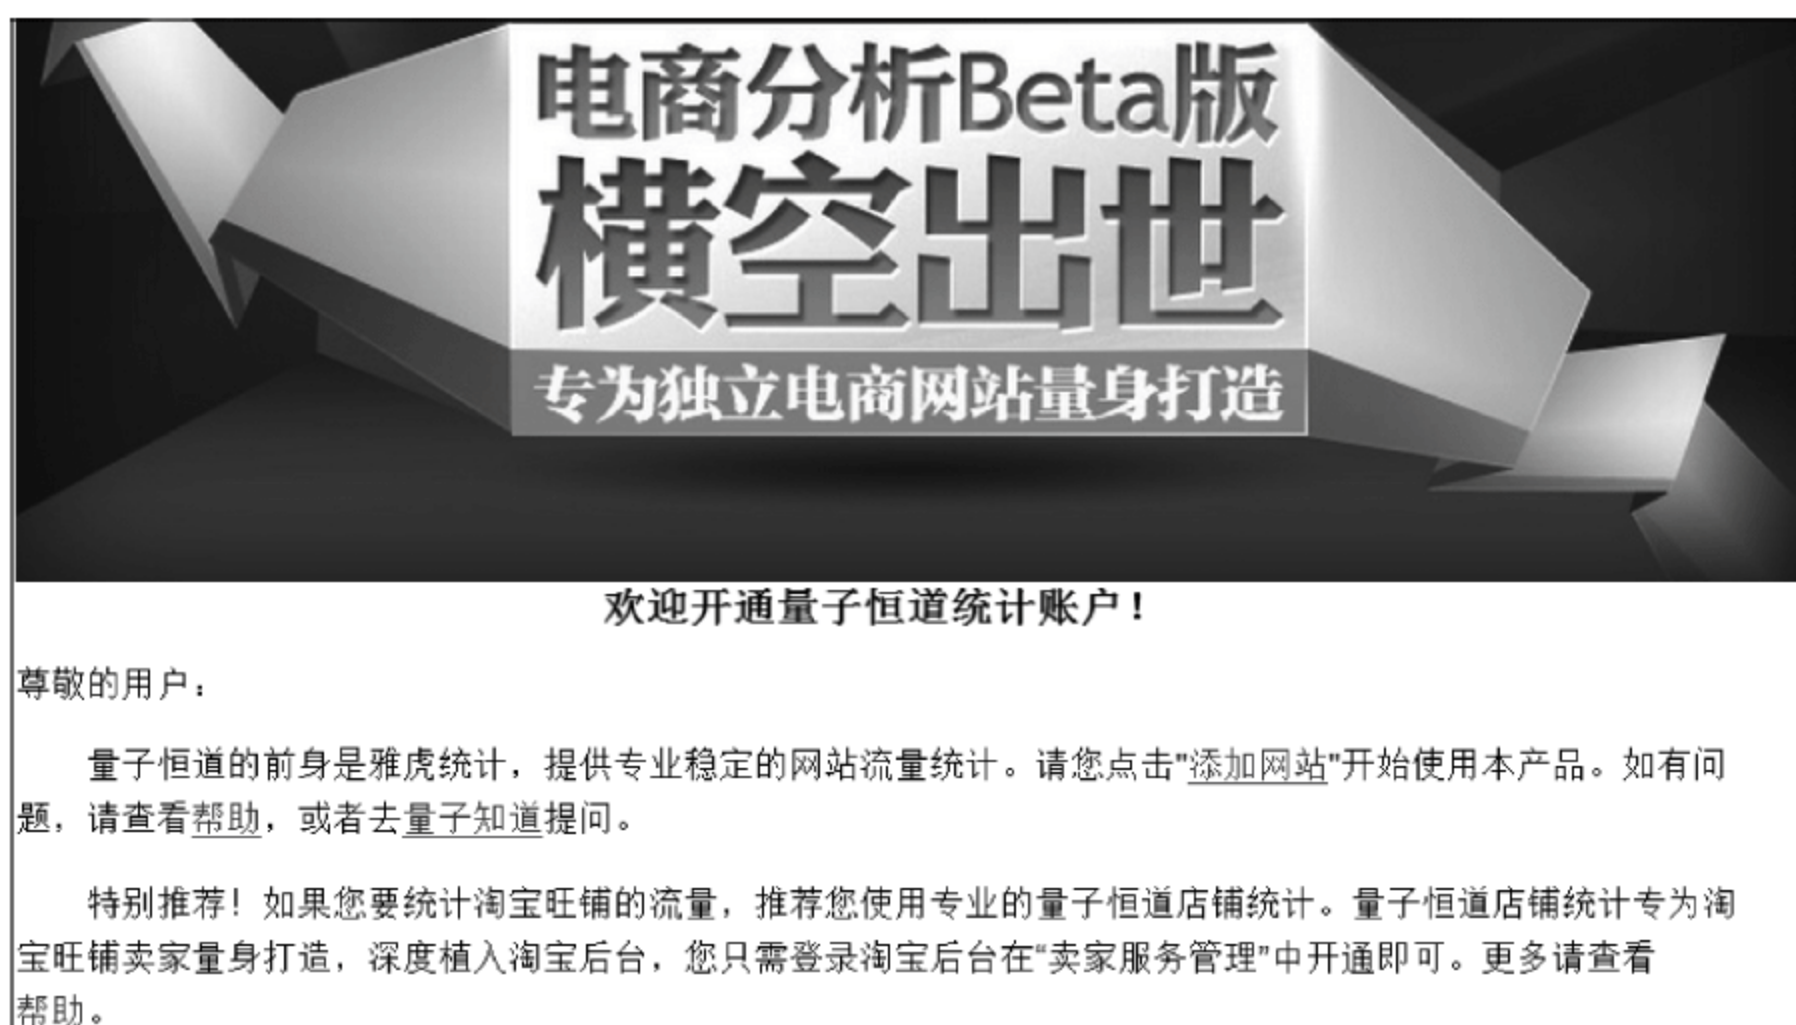 电商分析Beta版
横空出世
专为独立电商网站量身打造
欢迎开通量子恒道统计账户！
尊敬的用户：
量子恒道的前身是雅虎统计，提供专业稳定的网站流量统计。请您点击"添加网站"开始使用本产品。如有问
题，请查看帮助，或者去量子知道提问。
特别推荐！如果您要统计淘宝旺铺的流量，推荐您使用专业的量子恒道店铺统计。量子恒道店铺统计专为淘
宝旺铺卖家量身打造，深度植入淘宝后台，您只需登录淘宝后台在“卖家服务管理”中开通即可。更多请查看
帮助。